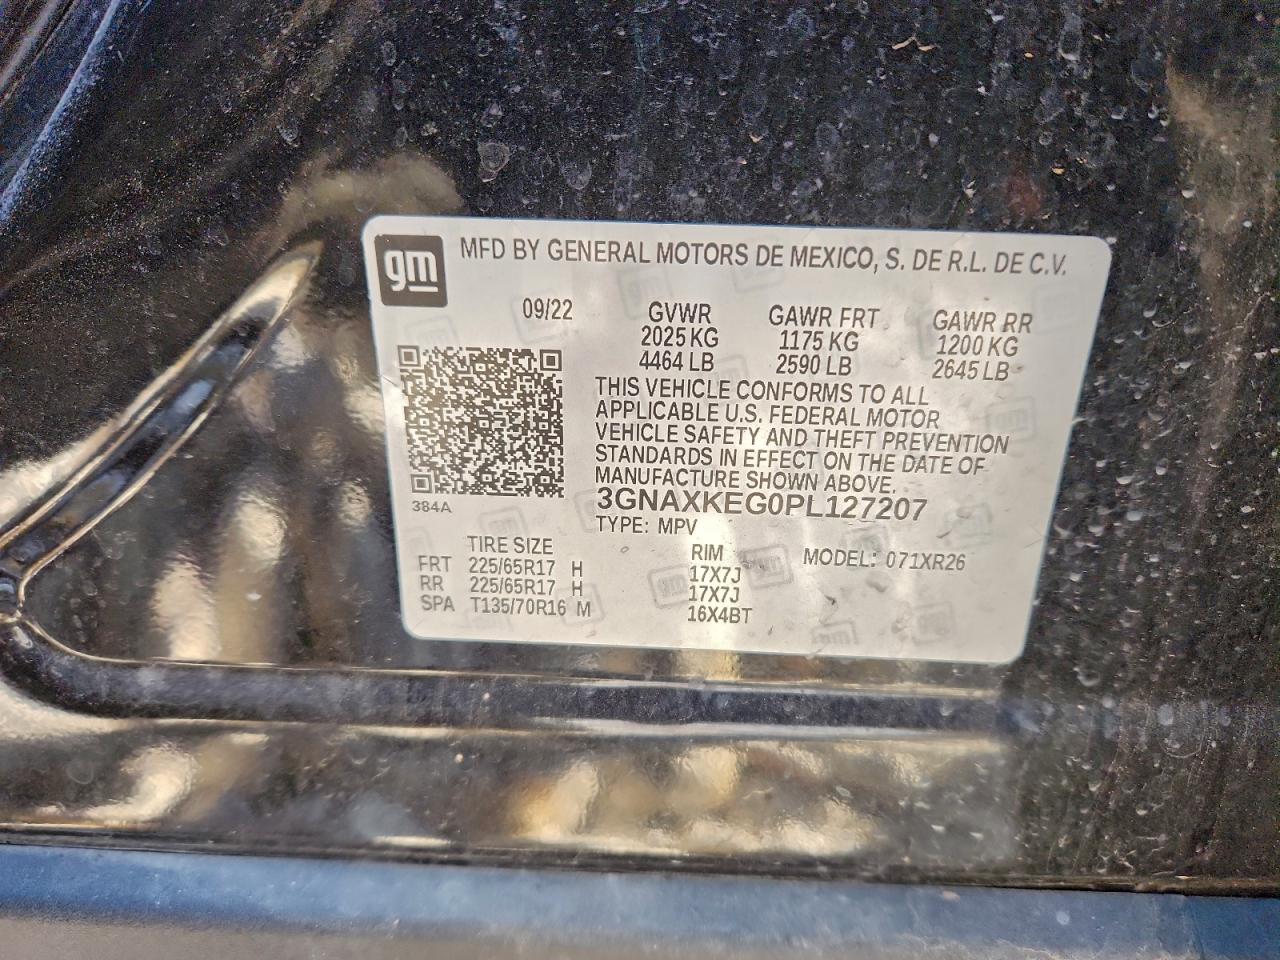 gm
MFD BY GENERAL MOTORS DE MEXICO, S. DE R.L. DE C.V.
09/22 GVWR GAWR FRT GAWR RR
2025 KG 1175 KG 1200 KG
4464 LB 2590 LB 2645 LB
THIS VEHICLE CONFORMS TO ALL
APPLICABLE U.S. FEDERAL MOTOR
VEHICLE SAFETY AND THEFT PREVENTION
STANDARDS IN EFFECT ON THE DATE OF
MANUFACTURE SHOWN ABOVE.
384A 3GNAXKEG0PL127207
TYPE: MPV
TIRE SIZE RIM MODEL: 071XR26
FRT 225/65R17 H 17X7J
RR 225/65R17 H 17X7J
SPA T135/70R16 M 16X4BT